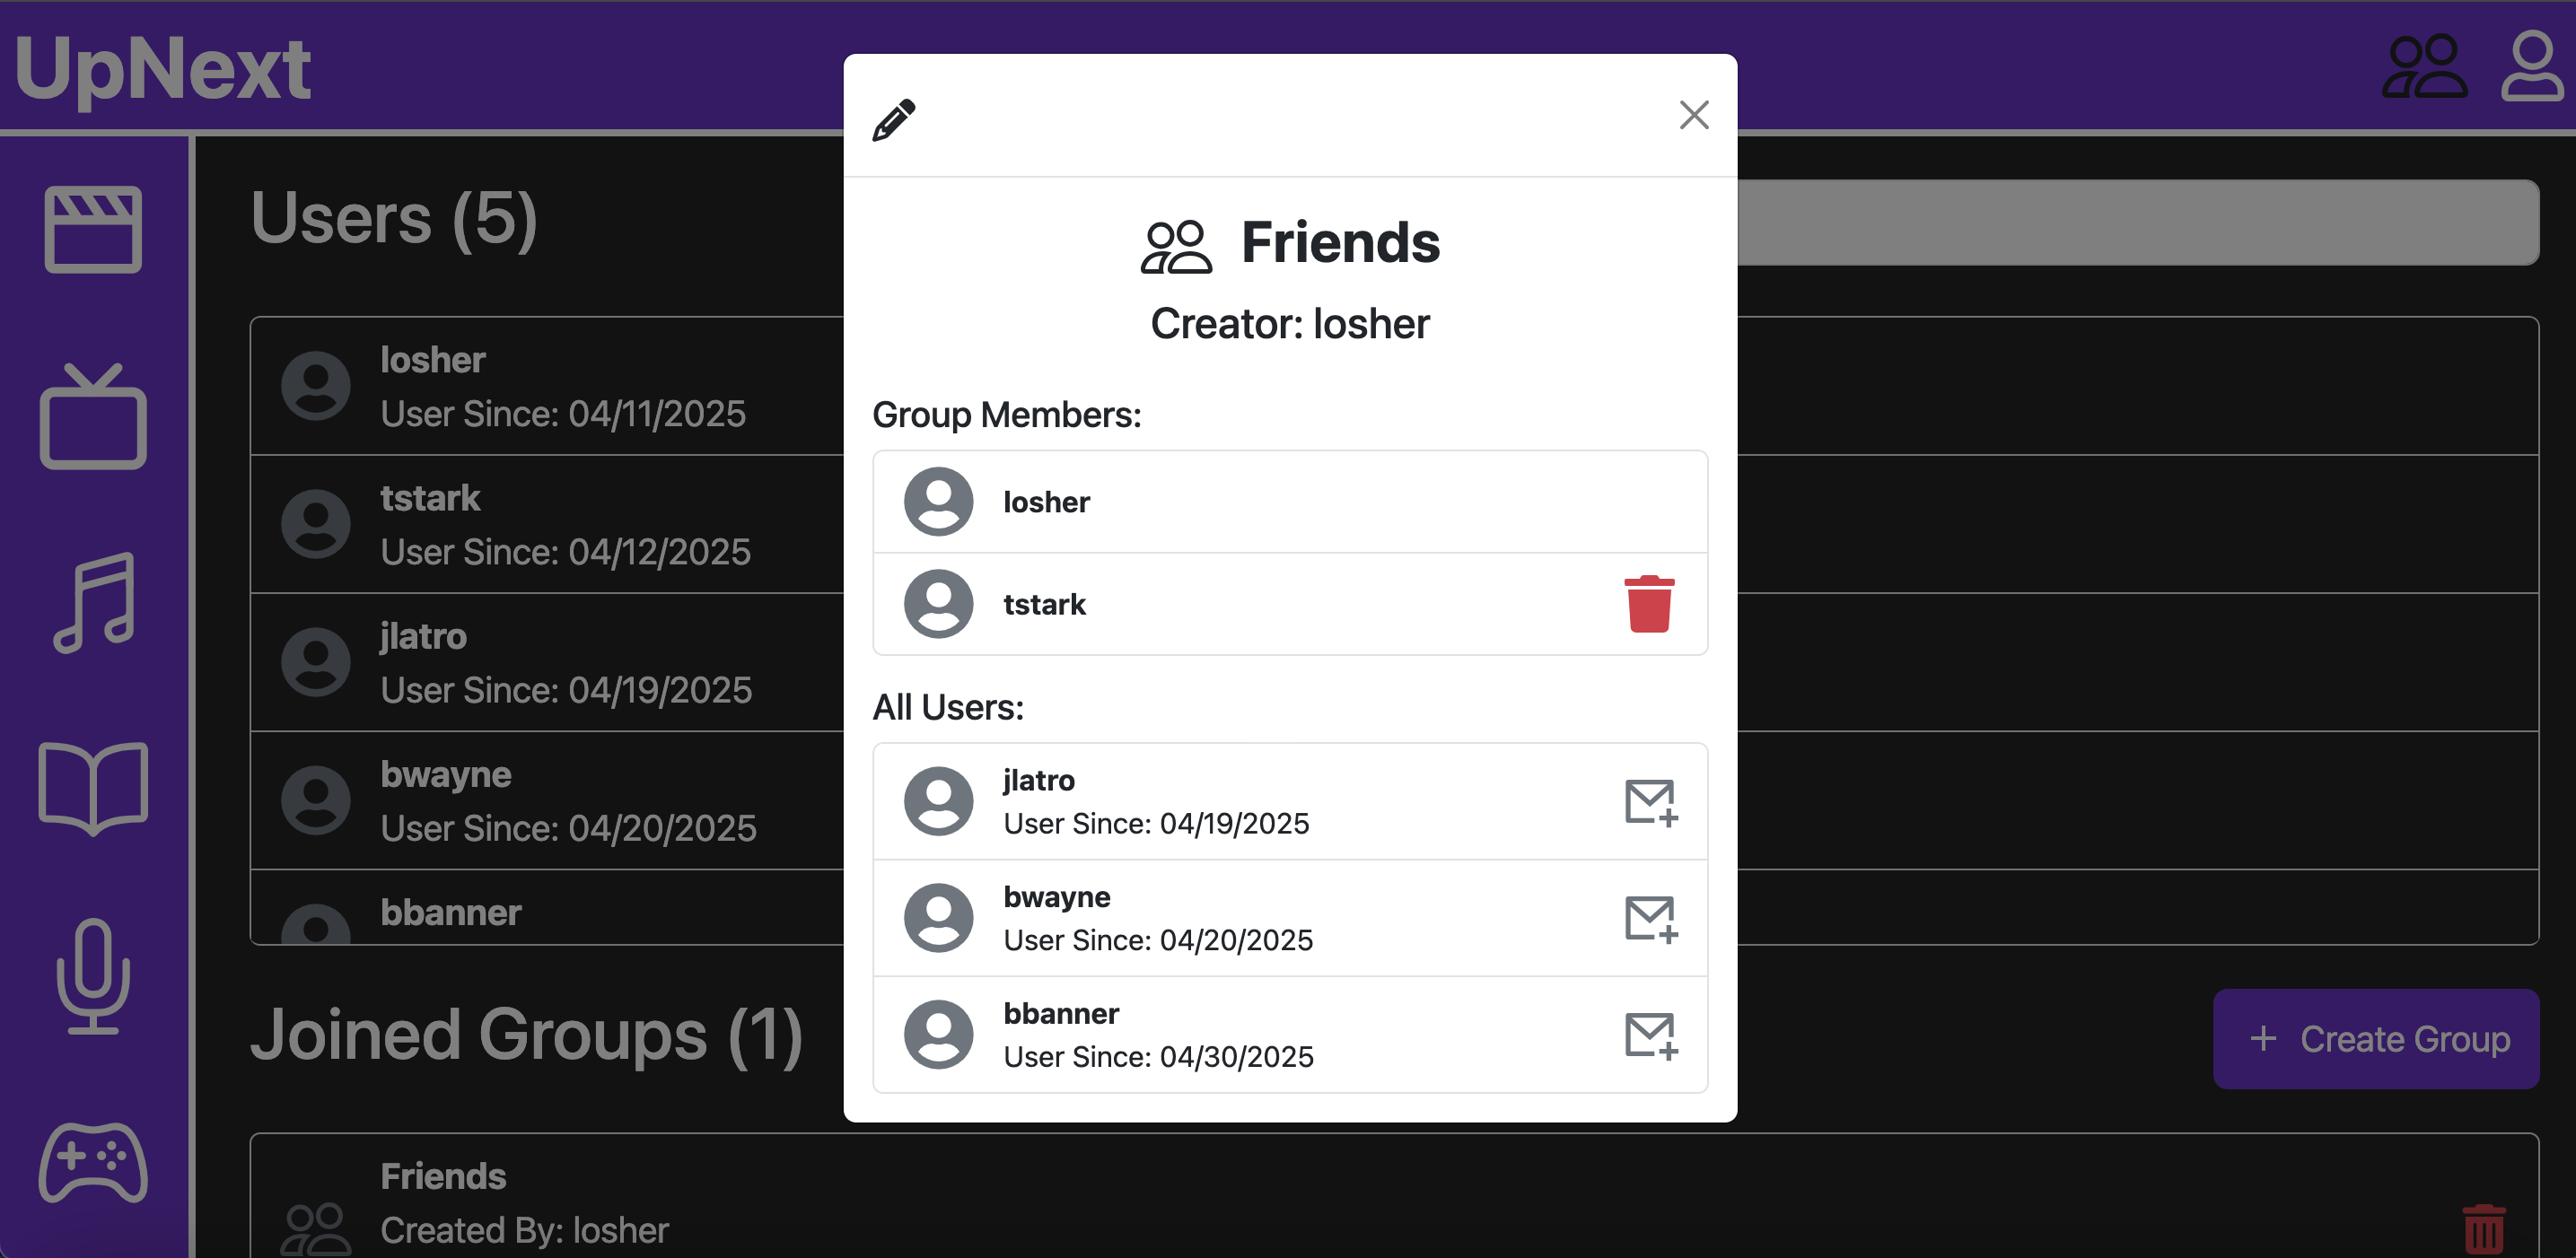 UpNext
Users (5)
losher
User Since: 04/11/2025
tstark
User Since: 04/12/2025
jlatro
User Since: 04/19/2025
bwayne
User Since: 04/20/2025
bbanner
Joined Groups (1)
+ Create Group
Friends
Created By: losher
Friends
Creator: losher
Group Members:
losher
tstark
All Users:
jlatro
User Since: 04/19/2025
bwayne
User Since: 04/20/2025
bbanner
User Since: 04/30/2025